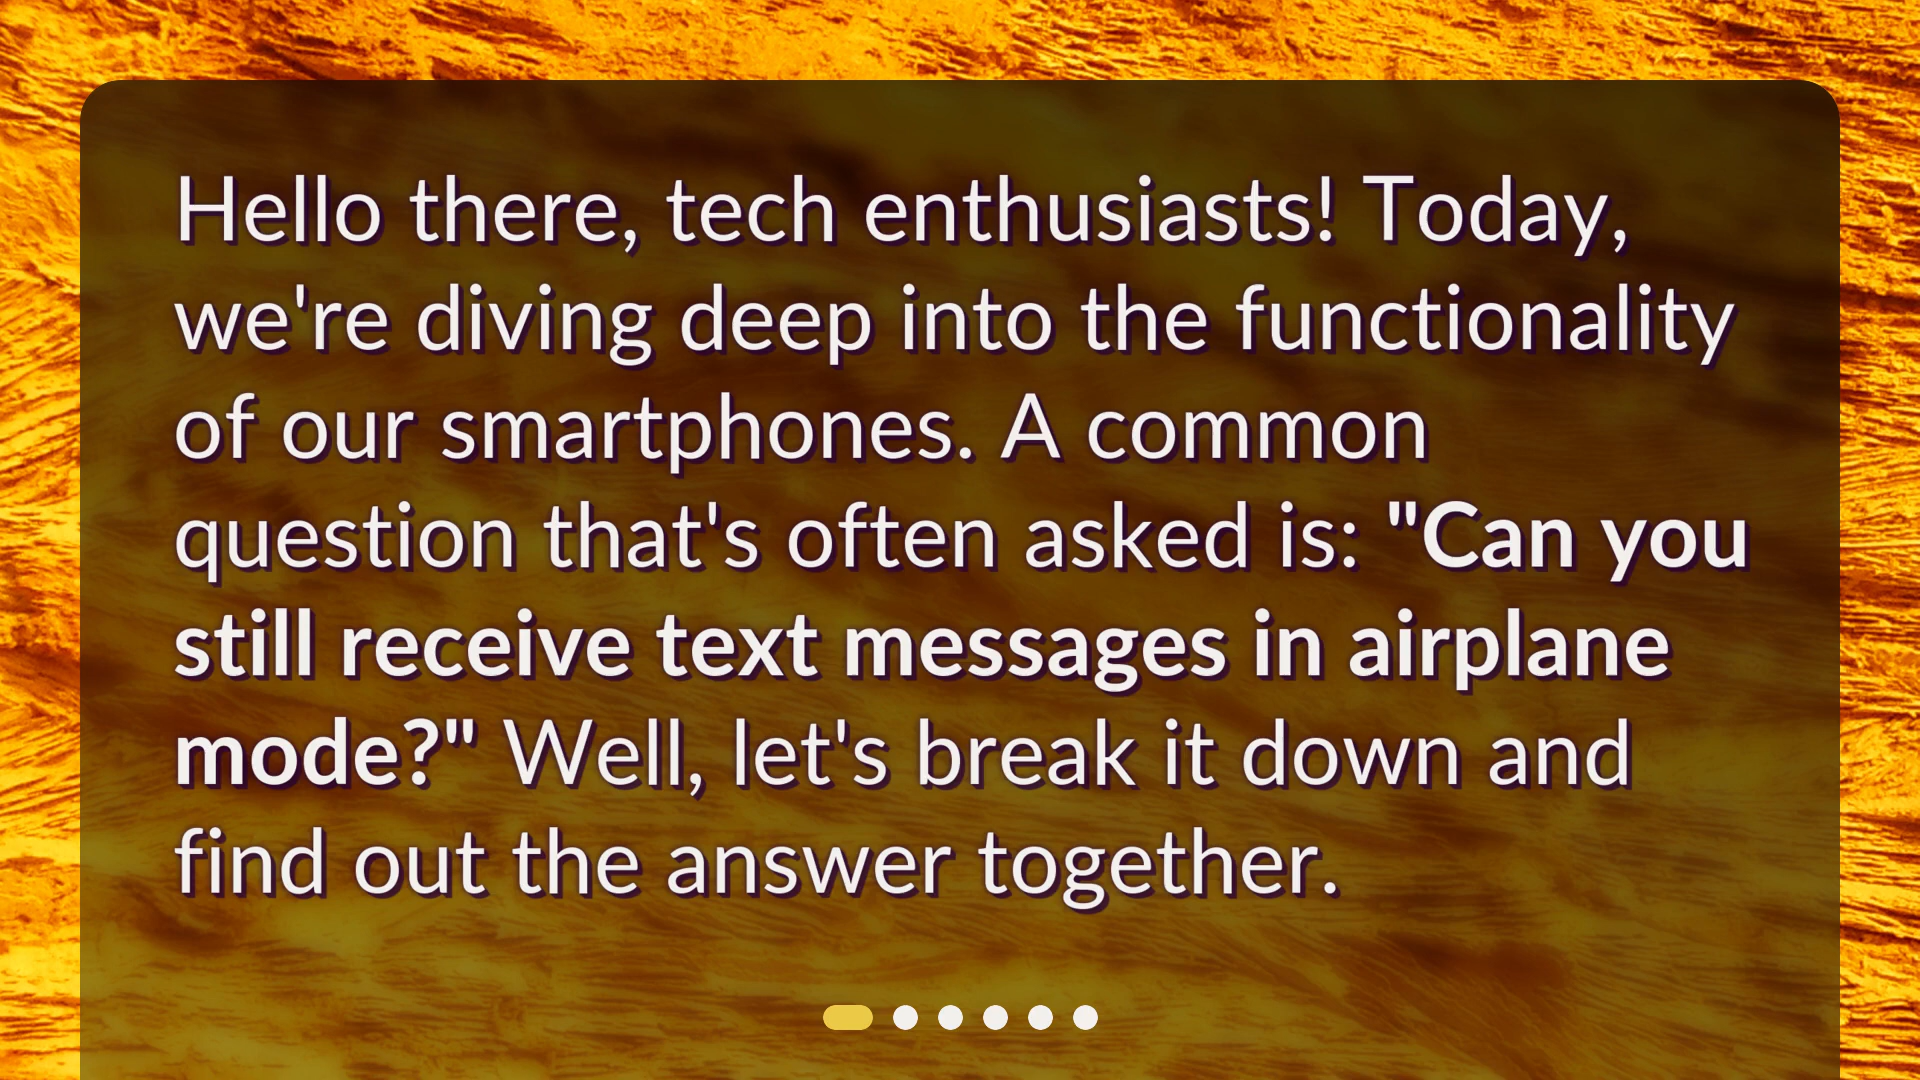 Hello there, tech enthusiasts! Today,
we're diving deep into the functionality
of our smartphones. A common
question that's often asked is: "Can you
still receive text messages in airplane
mode?" Well, let's break it down and
find out the answer together.